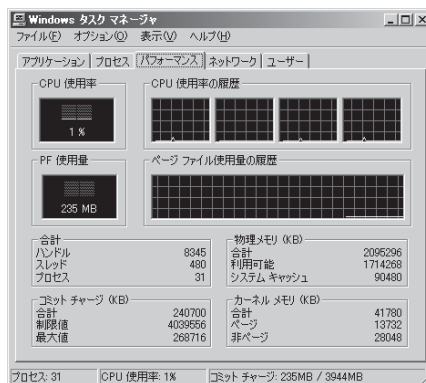 Windows タスク マネージャ
ファイル(F) オプション(O) 表示(V) ヘルプ(H)
アプリケーション プロセス パフォーマンス ネットワーク ユーザー
CPU 使用率
CPU 使用率の履歴
1 %
PF 使用量
ページ ファイル使用量の履歴
235 MB
合計
ハンドル 8345
スレッド 480
プロセス 31
物理メモリ (KB)
合計 2095296
利用可能 1714268
システム キャッシュ 90480
コミット チャージ (KB)
合計 240700
制限値 4039556
最大値 268716
カーネル メモリ (KB)
合計 41780
ページ 13732
非ページ 28048
プロセス: 31 CPU 使用率: 1% コミット チャージ: 235MB / 3944MB